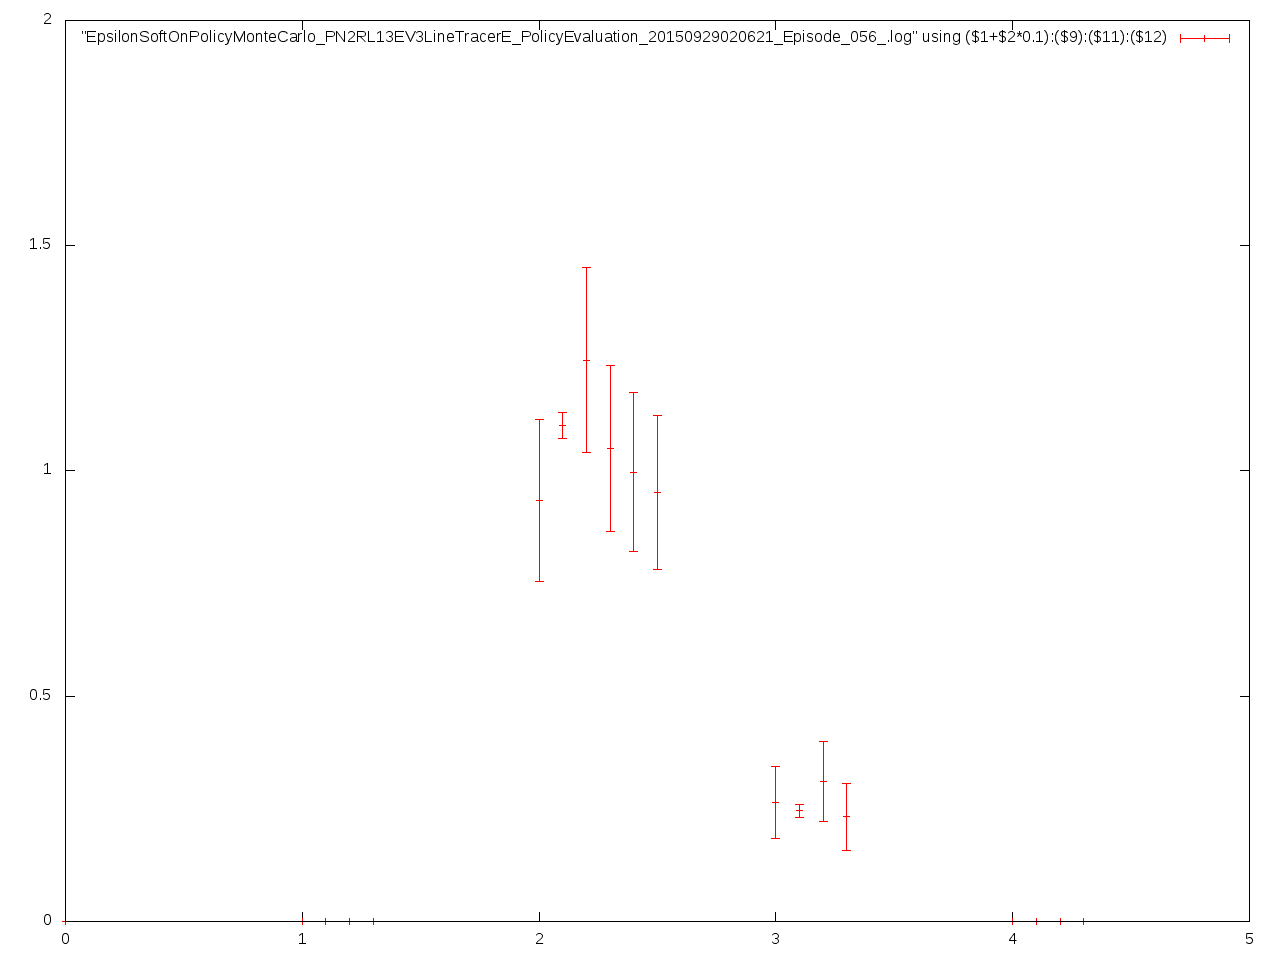 2
"EpsilonSoftOnPolicyMonteCarlo_PN2RL13EV3LineTracerE_PolicyEvaluation_20150929020621_Episode_056_.log" using ($1+$2*0.1):($9):($11):($12)
1.5
1
0.5
0
0 1 2 3 4 5